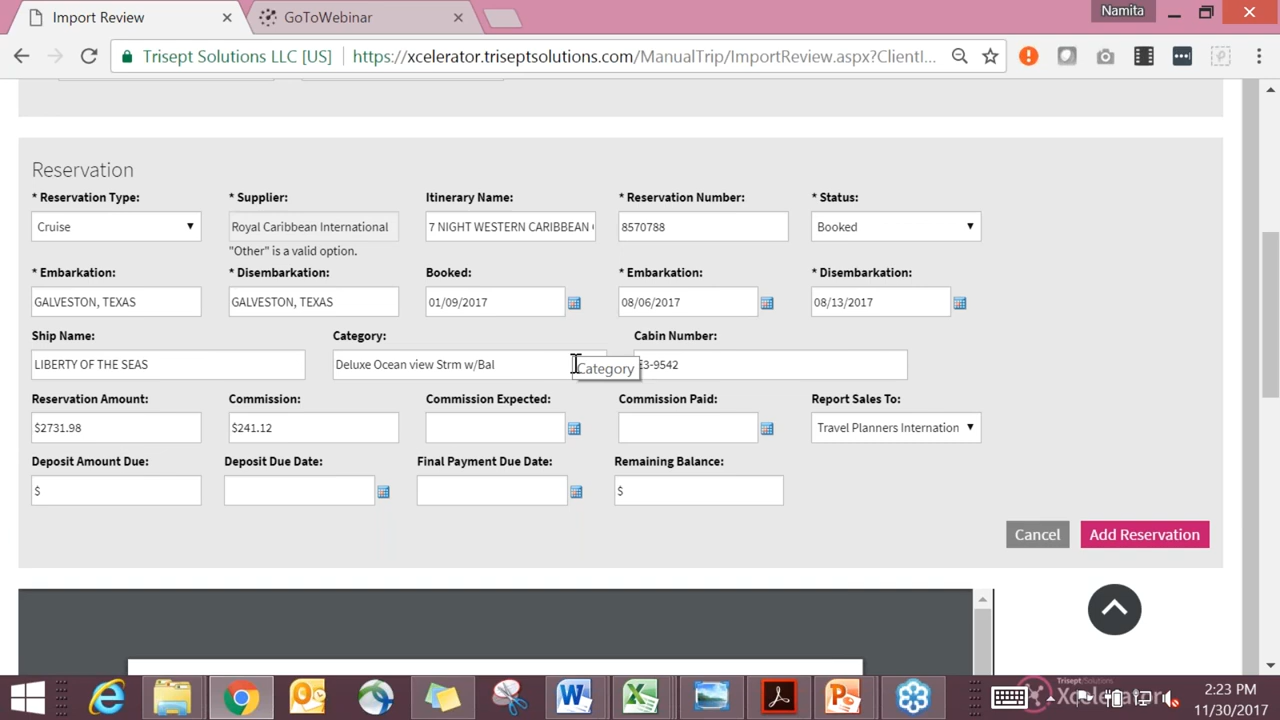 Import Review
GoToWebinar
Namita
Trisept Solutions LLC [US] https://xcelerator.triseptsolutions.com/ManualTrip/ImportReview.aspx?ClientI...
Reservation
* Reservation Type:
* Supplier:
Itinerary Name:
* Reservation Number:
* Status:
Cruise
Royal Caribbean International
7 NIGHT WESTERN CARIBBEAN
8570788
Booked
"Other" is a valid option.
* Embarkation:
* Disembarkation:
Booked:
* Embarkation:
* Disembarkation:
GALVESTON, TEXAS
GALVESTON, TEXAS
01/09/2017
08/06/2017
08/13/2017
Ship Name:
Category:
Cabin Number:
LIBERTY OF THE SEAS
Deluxe Ocean view Strm w/Bal
Category
E3-9542
Reservation Amount:
Commission:
Commission Expected:
Commission Paid:
Report Sales To:
$2731.98
$241.12
Travel Planners Internation
Deposit Amount Due:
Deposit Due Date:
Final Payment Due Date:
Remaining Balance:
$
$
Cancel
Add Reservation
Trisept Solutions
Xcelerator
2:23 PM
11/30/2017